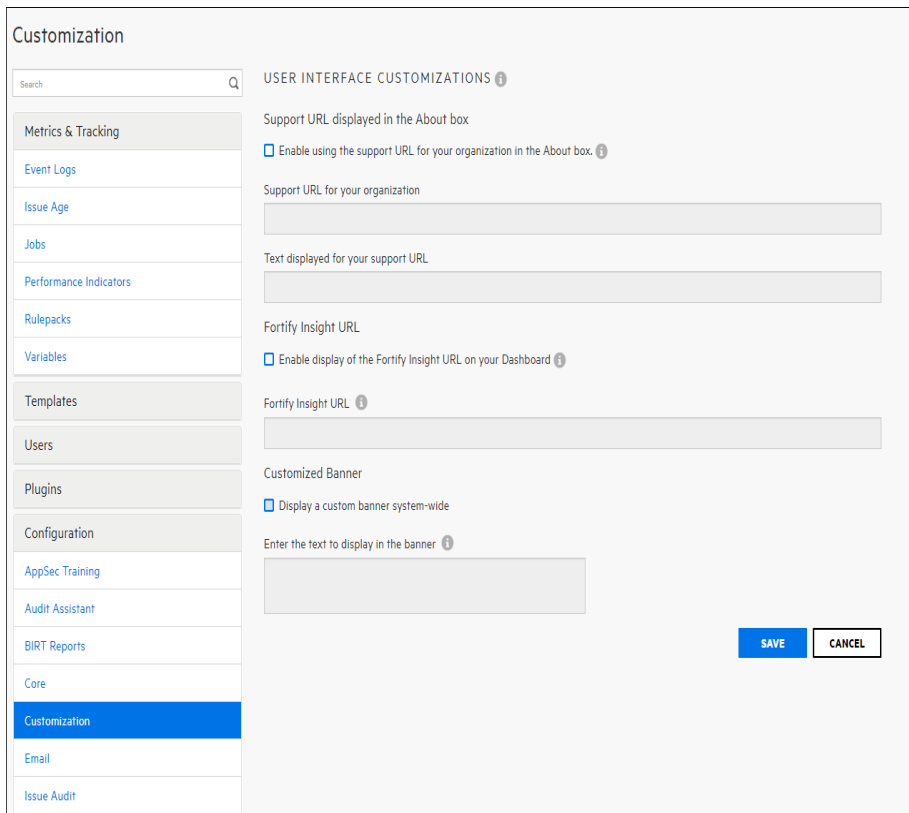 Customization
Search
Metrics & Tracking
Event Logs
Issue Age
Jobs
Performance Indicators
Rulepacks
Variables
Templates
Users
Plugins
Configuration
AppSec Training
Audit Assistant
BIRT Reports
Core
Customization
Email
Issue Audit
USER INTERFACE CUSTOMIZATIONS
Support URL displayed in the About box
Enable using the support URL for your organization in the About box.
Support URL for your organization
Text displayed for your support URL
Fortify Insight URL
Enable display of the Fortify Insight URL on your Dashboard
Fortify Insight URL
Customized Banner
Display a custom banner system-wide
Enter the text to display in the banner
SAVE
CANCEL